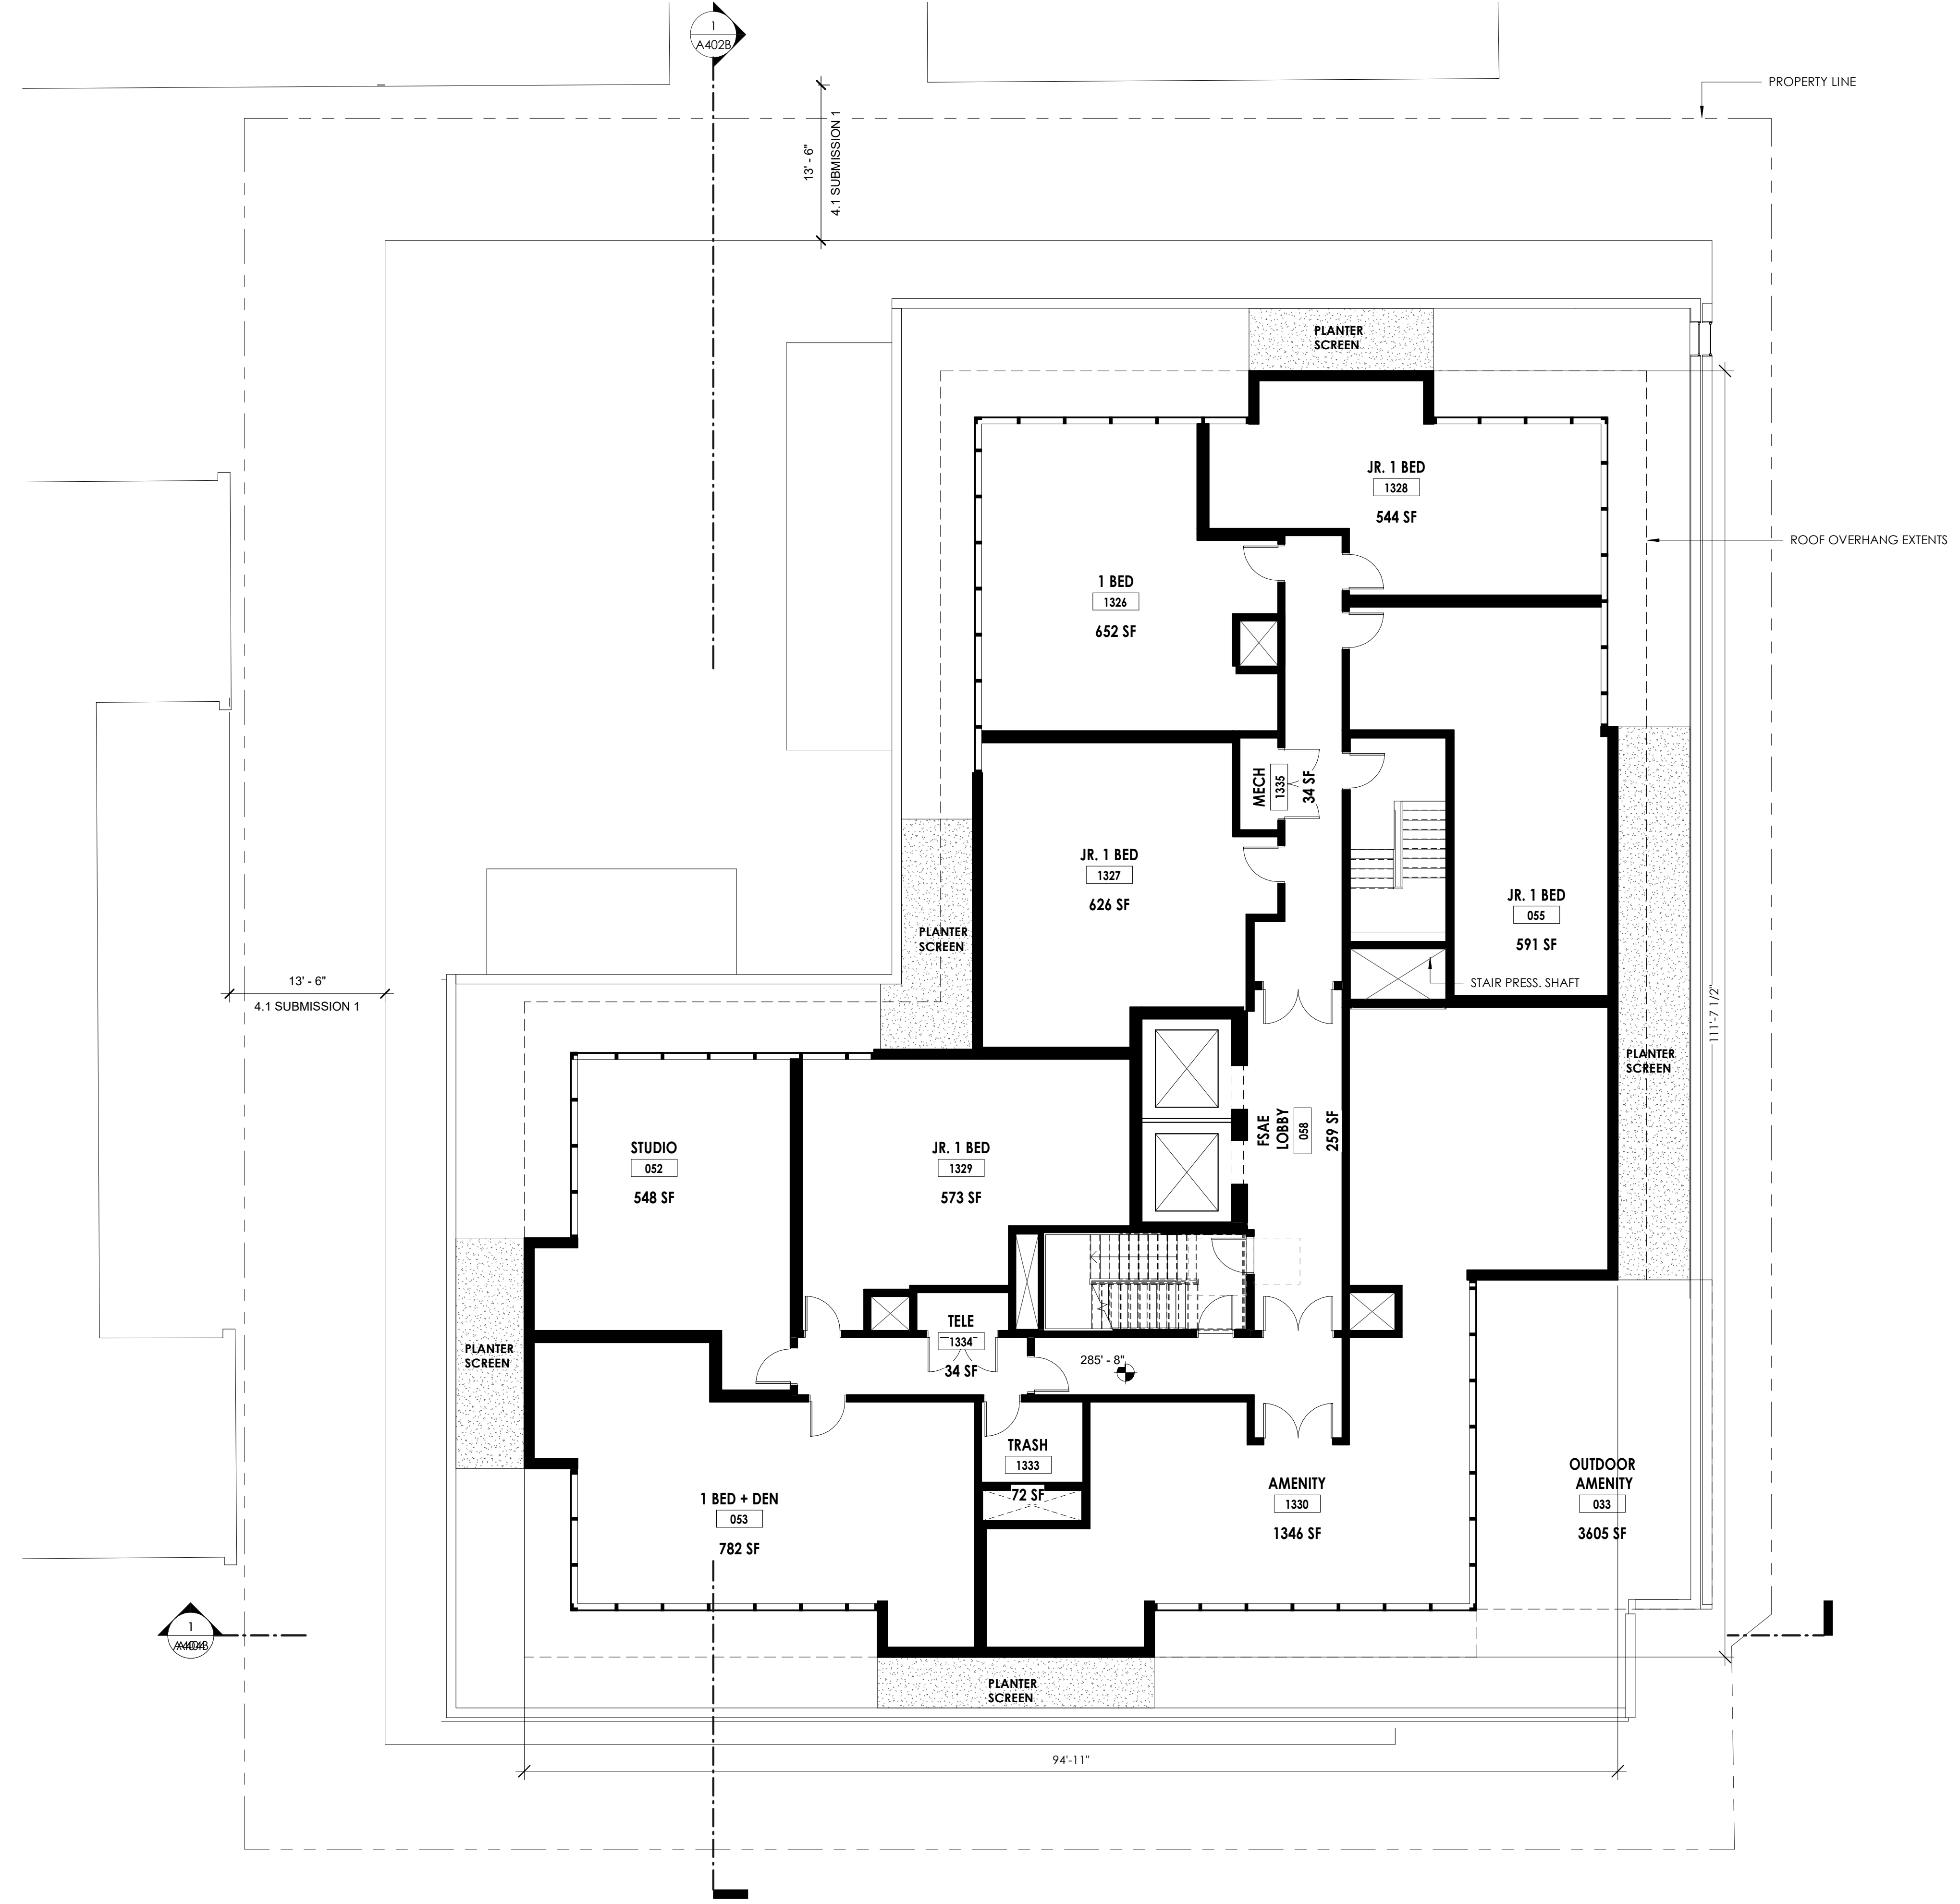 1
A402B
PROPERTY LINE
13' - 6"
4.1 SUBMISSION 1
PLANTER
SCREEN
JR. 1 BED
1328
544 SF
ROOF OVERHANG EXTENTS
1 BED
1326
652 SF
MECH
1335
34 SF
JR. 1 BED
1327
626 SF
JR. 1 BED
055
591 SF
PLANTER
SCREEN
STAIR PRESS. SHAFT
13' - 6"
4.1 SUBMISSION 1
111'-7 1/2"
PLANTER
SCREEN
FSAE
LOBBY
058
259 SF
STUDIO
052
548 SF
JR. 1 BED
1329
573 SF
TELE
1334
34 SF
285' - 8"
PLANTER
SCREEN
TRASH
1333
72 SF
1 BED + DEN
053
782 SF
AMENITY
1330
1346 SF
OUTDOOR
AMENITY
033
3605 SF
1
PLANTER
SCREEN
94'-11"